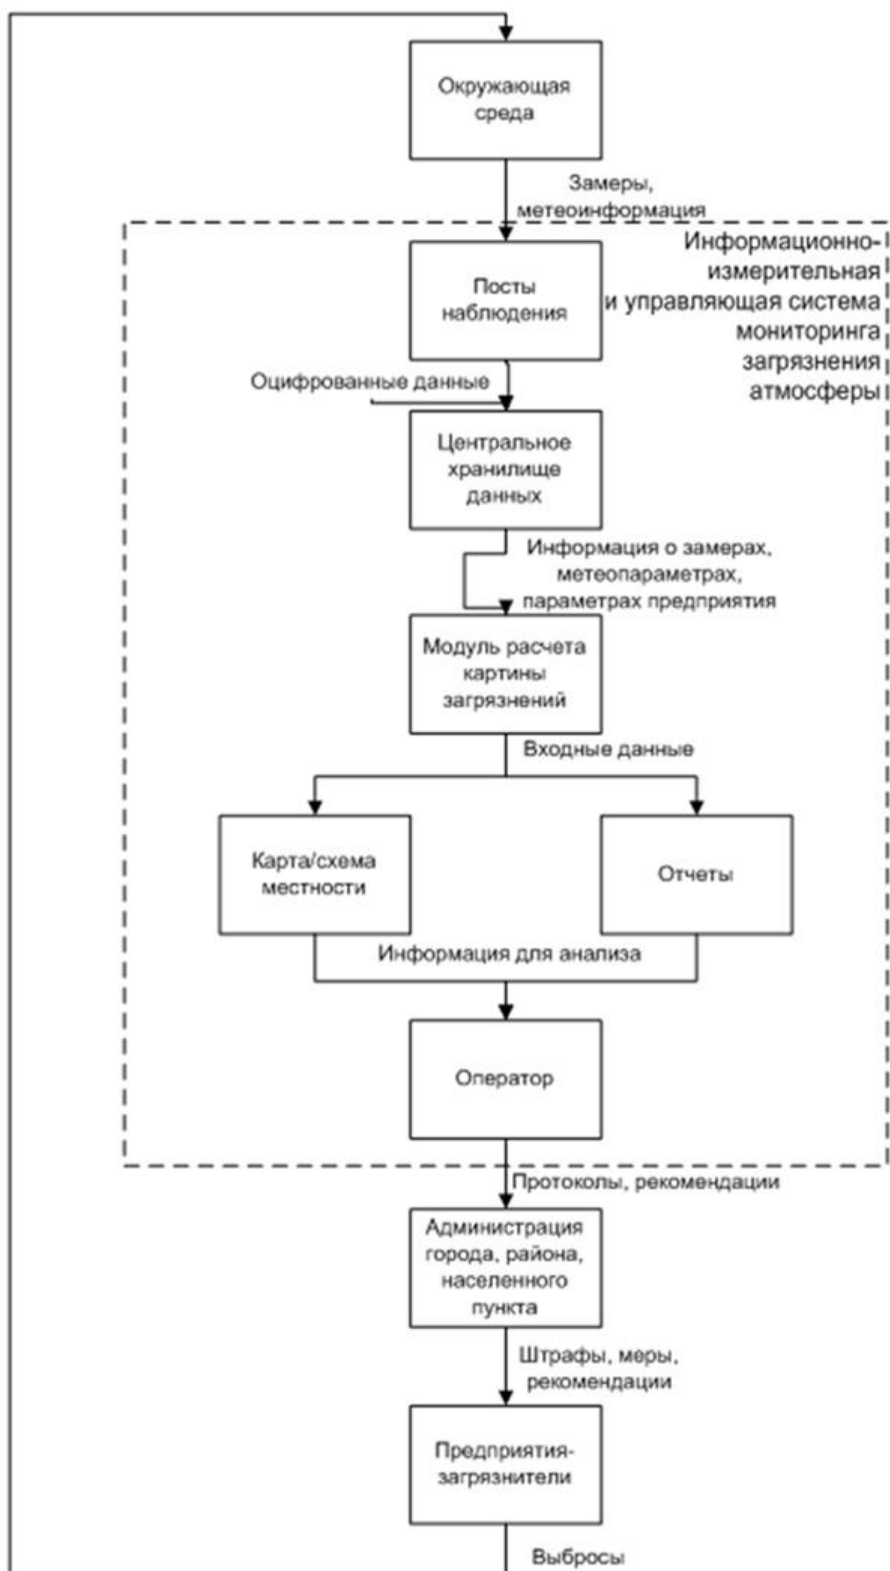 Окружающая
среда
Замеры,
метеоинформация
Информационно-
измерительная
и управляющая система
мониторинга
загрязнения
атмосферы
Посты
наблюдения
Оцифрованные данные
Центральное
хранилище
данных
Информация о замерах,
метеопараметрах,
параметрах предприятия
Модуль расчета
картины
загрязнений
Входные данные
Карта/схема
местности
Отчеты
Информация для анализа
Оператор
Протоколы, рекомендации
Администрация
города, района,
населенного
пункта
Штрафы, меры,
рекомендации
Предприятия-
загрязнители
Выбросы